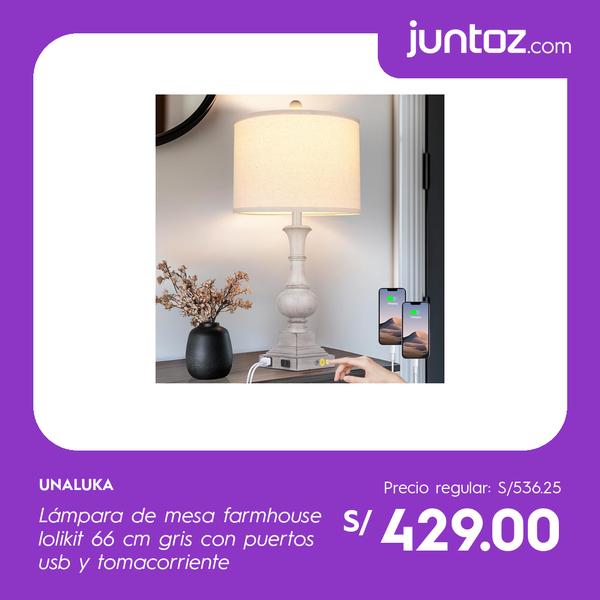 juntoz.com
UNALUKA
Lámpara de mesa farmhouse
lolikit 66 cm gris con puertos
usb y tomacorriente
Precio regular: S/536.25
S/ 429.00